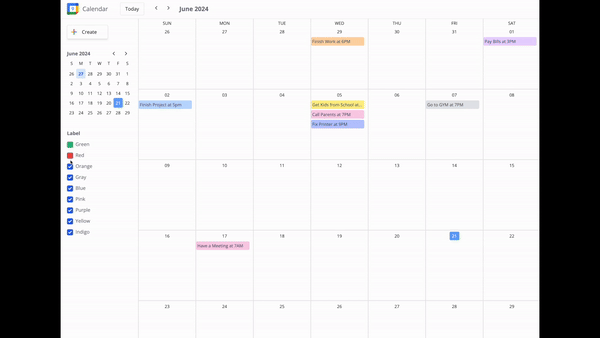 Calendar
Today
June 2024
Create
June 2024
S M T W T F S
26 27 28 29 30 31 1
2 3 4 5 6 7 8
9 10 11 12 13 14 15
16 17 18 19 20 21 22
23 24 25 26 27 28 29
Label
Green
Red
Orange
Gray
Blue
Pink
Purple
Yellow
Indigo
SUN MON TUE WED THU FRI SAT
26 27 28 29 30 31 01
Finish Work at 6PM
Pay Bills at 3PM
02 03 04 05 06 07 08
Finish Project at 5pm
Get Kids from School at...
Go to GYM at 7PM
Call Parents at 7PM
Fix Printer at 9PM
09 10 11 12 13 14 15
16 17 18 19 20 21 22
Have a Meeting at 7AM
23 24 25 26 27 28 29